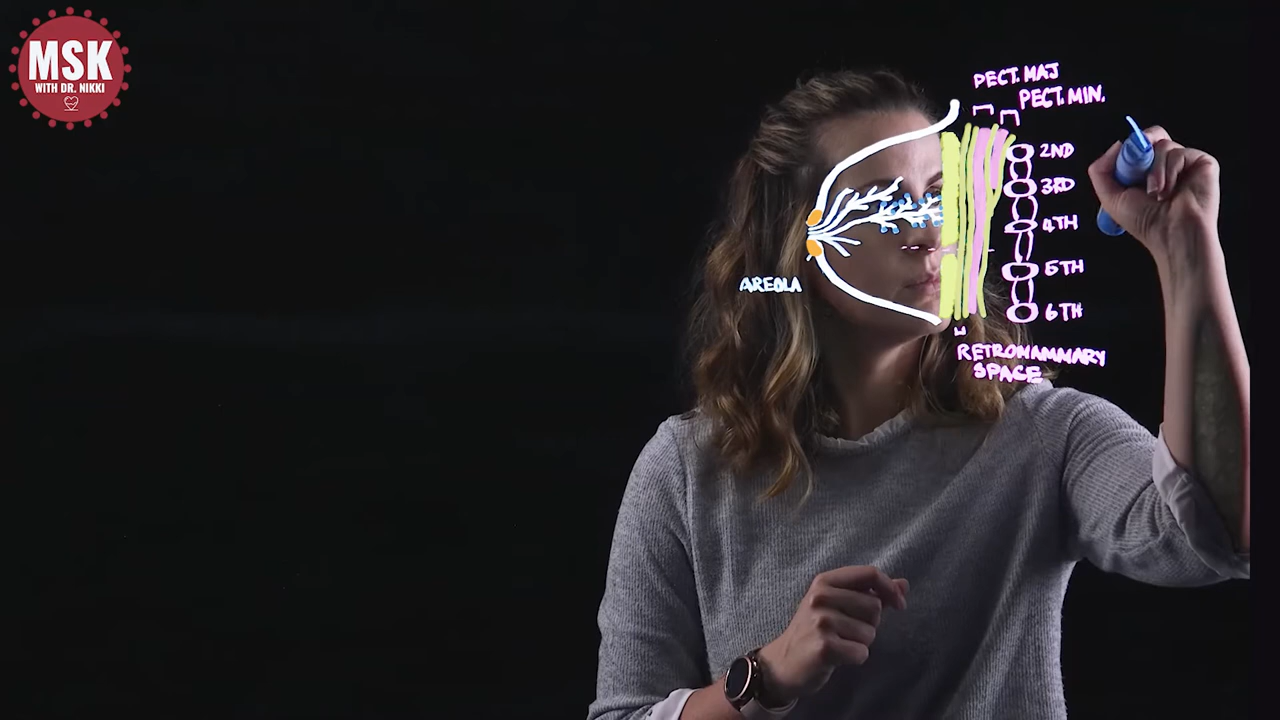 MSK
WITH DR. NIKKI
PECT. MAJ
PECT. MIN.
2ND
3RD
4TH
5TH
6TH
AREOLA
RETROMAMMARY
SPACE